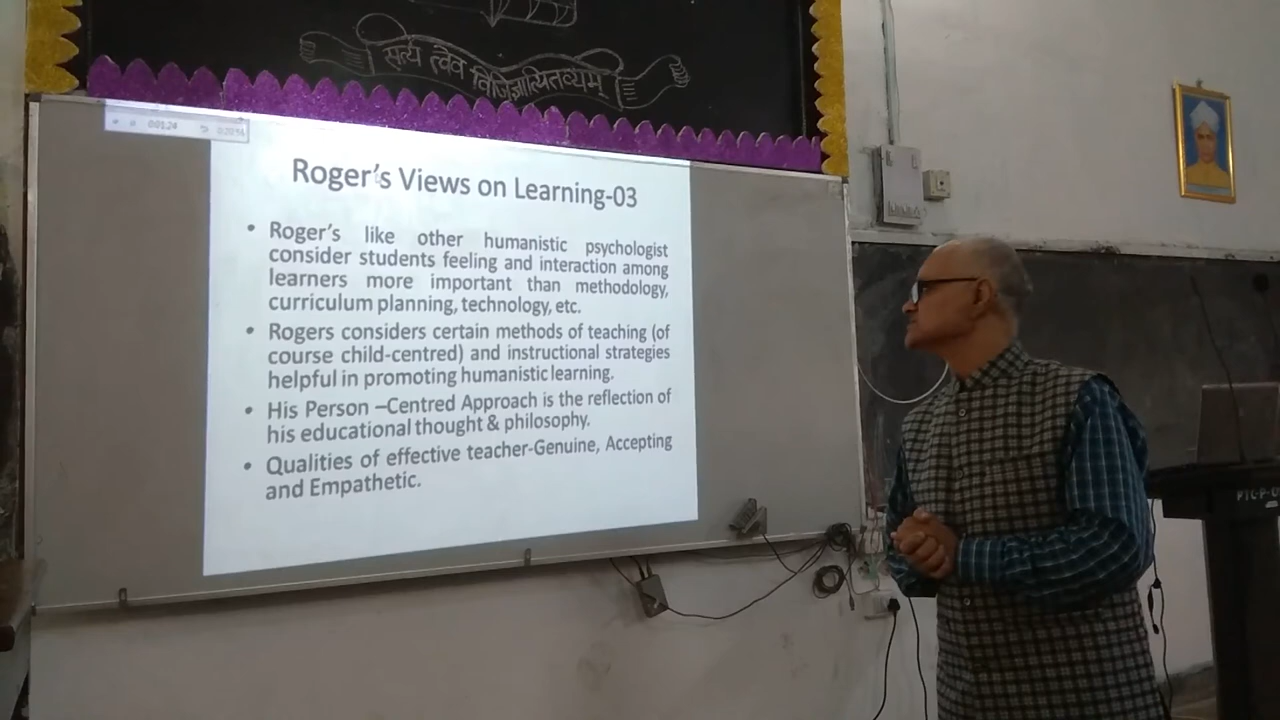 सत्य त्वेव विजिज्ञास्यितव्यम्
00:24
Roger's Views on Learning-03
• Roger's like other humanistic psychologist
consider students feeling and interaction among
learners more important than methodology,
curriculum planning, technology, etc.
• Rogers considers certain methods of teaching (of
course child-centred) and instructional strategies
helpful in promoting humanistic learning.
• His Person –Centred Approach is the reflection of
his educational thought & philosophy.
• Qualities of effective teacher-Genuine, Accepting
and Empathetic.